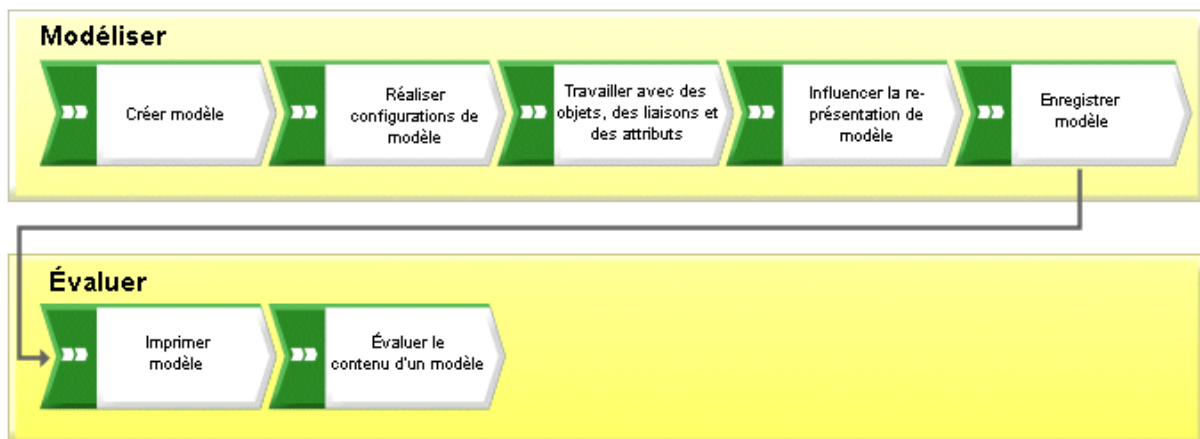 Modéliser
Créer modèle
Réaliser
configurations de
modèle
Travailler avec des
objets, des liaisons et
des attributs
Influencer la re-
présentation de
modèle
Enregistrer
modèle
Évaluer
Imprimer
modèle
Évaluer le
contenu d'un modèle